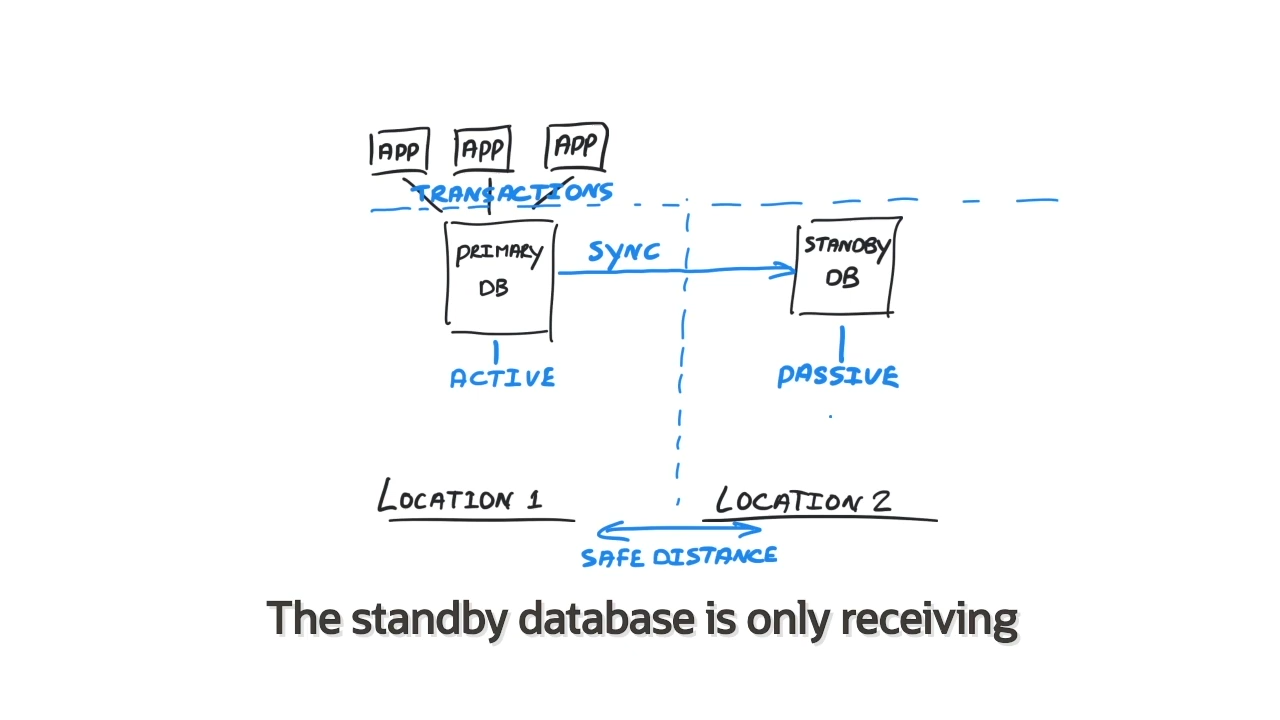 APP APP APP
TRANSACTIONS
PRIMARY
DB
SYNC
STANDBY
DB
ACTIVE
PASSIVE
LOCATION 1
LOCATION 2
SAFE DISTANCE
The standby database is only receiving